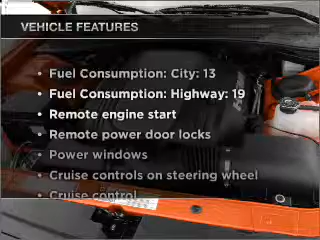 VEHICLE FEATURES
• Fuel Consumption: City: 13
• Fuel Consumption: Highway: 19
• Remote engine start
• Remote power door locks
• Power windows
• Cruise controls on steering wheel
• Cruise control